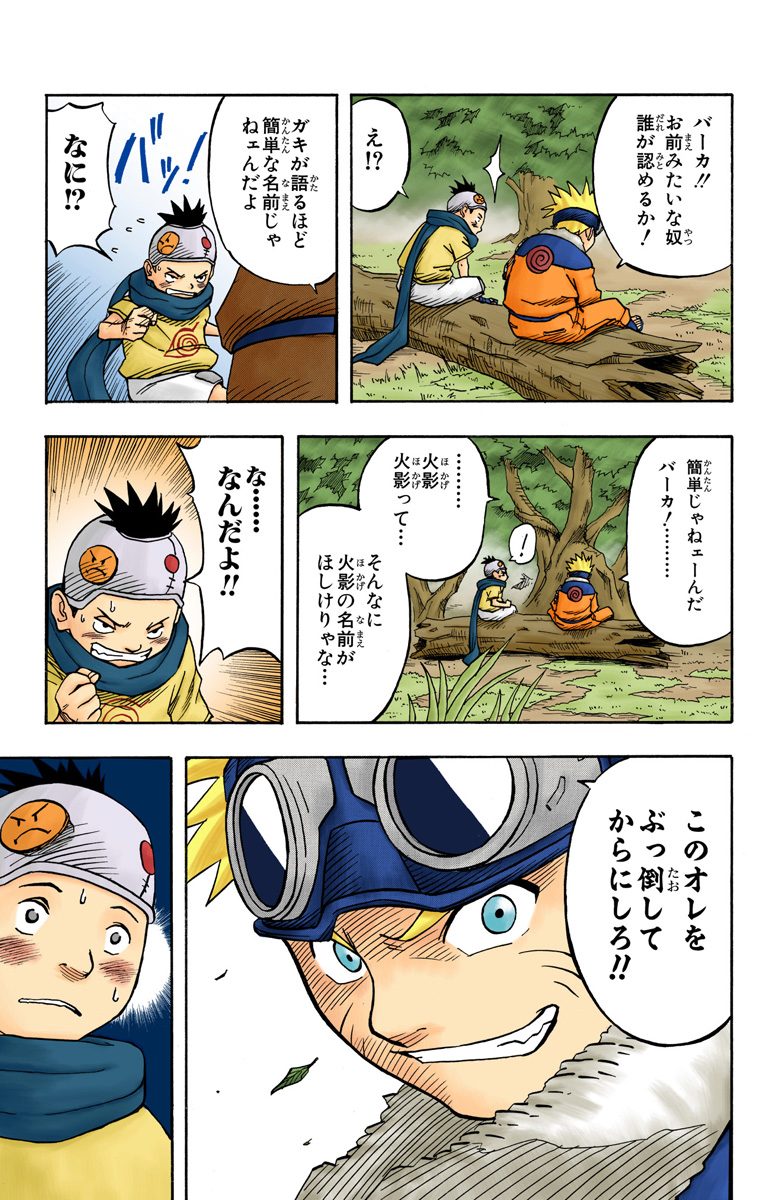 バーカ!!
お前みたいな奴
誰が認めるか!
え!?
ガキが語るほど
簡単な名前じゃ
ねェんだよ
バッ!
なに!?
簡単じゃねェーんだ
バーカ!………
!
………
火影
火影って…
そんなに
火影の名前が
ほしけりゃな…
な……
なんだよ!!
このオレを
ぶっ倒して
からにしろ!!